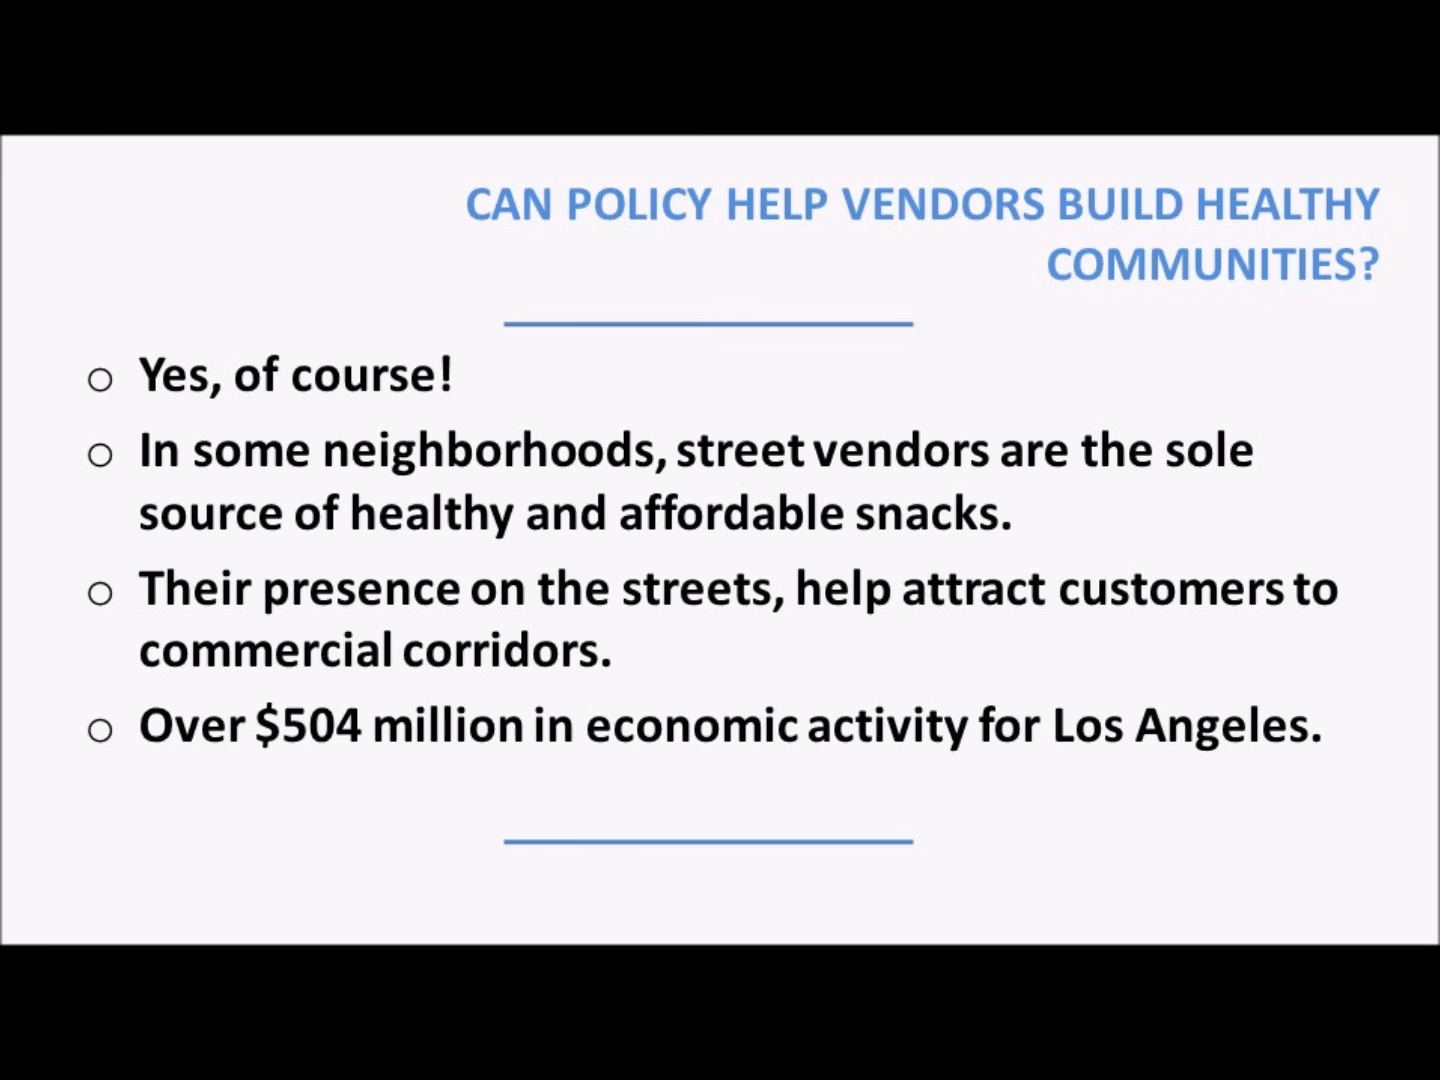 CAN POLICY HELP VENDORS BUILD HEALTHY
COMMUNITIES?
o Yes, of course!
o In some neighborhoods, street vendors are the sole
source of healthy and affordable snacks.
o Their presence on the streets, help attract customers to
commercial corridors.
o Over $504 million in economic activity for Los Angeles.